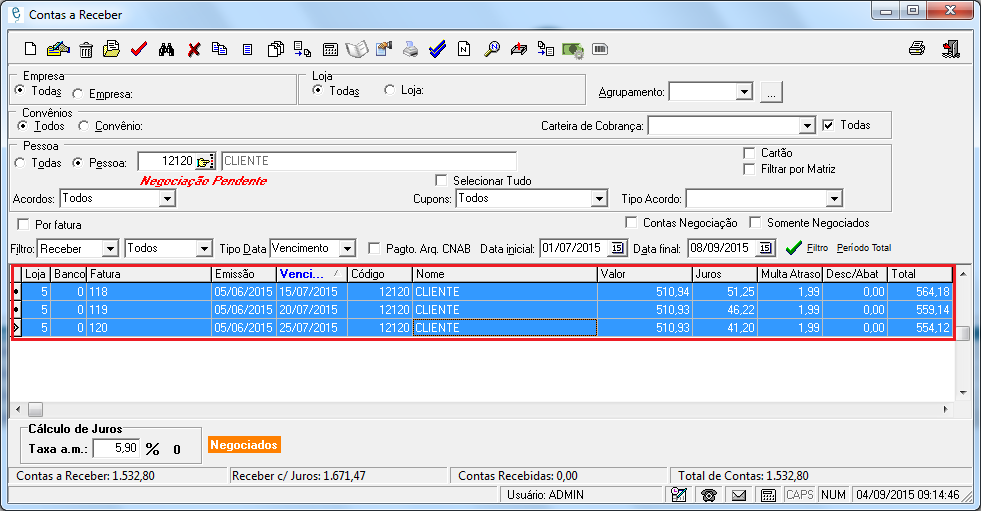 Contas a Receber
Empresa
Todas Empresa:
Loja
Todas Loja:
Agrupamento: ...
Convênios
Todos Convênio:
Carteira de Cobrança: Todas
Pessoa
Todas Pessoa: 12120 CLIENTE
Cartão
Filtrar por Matriz
Negociação Pendente
Selecionar Tudo
Acordos: Todos Cupons: Todos Tipo Acordo:
Por fatura Contas Negociação Somente Negociados
Filtro: Receber Todos Tipo Data Vencimento Pagto. Arq. CNAB Data inicial: 01/07/2015 15 Data final: 08/09/2015 15 Filtro Período Total
Loja Banco Fatura Emissão Venci... Código Nome Valor Juros Multa Atraso Desc/Abat Total
5 0 118 05/06/2015 15/07/2015 12120 CLIENTE 510,94 51,25 1,99 0,00 564,18
5 0 119 05/06/2015 20/07/2015 12120 CLIENTE 510,93 46,22 1,99 0,00 559,14
5 0 120 05/06/2015 25/07/2015 12120 CLIENTE 510,93 41,20 1,99 0,00 554,12
Cálculo de Juros
Taxa a.m.: 5,90 % 0
Negociados
Contas a Receber: 1.532,80 Receber c/ Juros: 1.671,47 Contas Recebidas: 0,00 Total de Contas: 1.532,80
Usuário: ADMIN CAPS NUM 04/09/2015 09:14:46